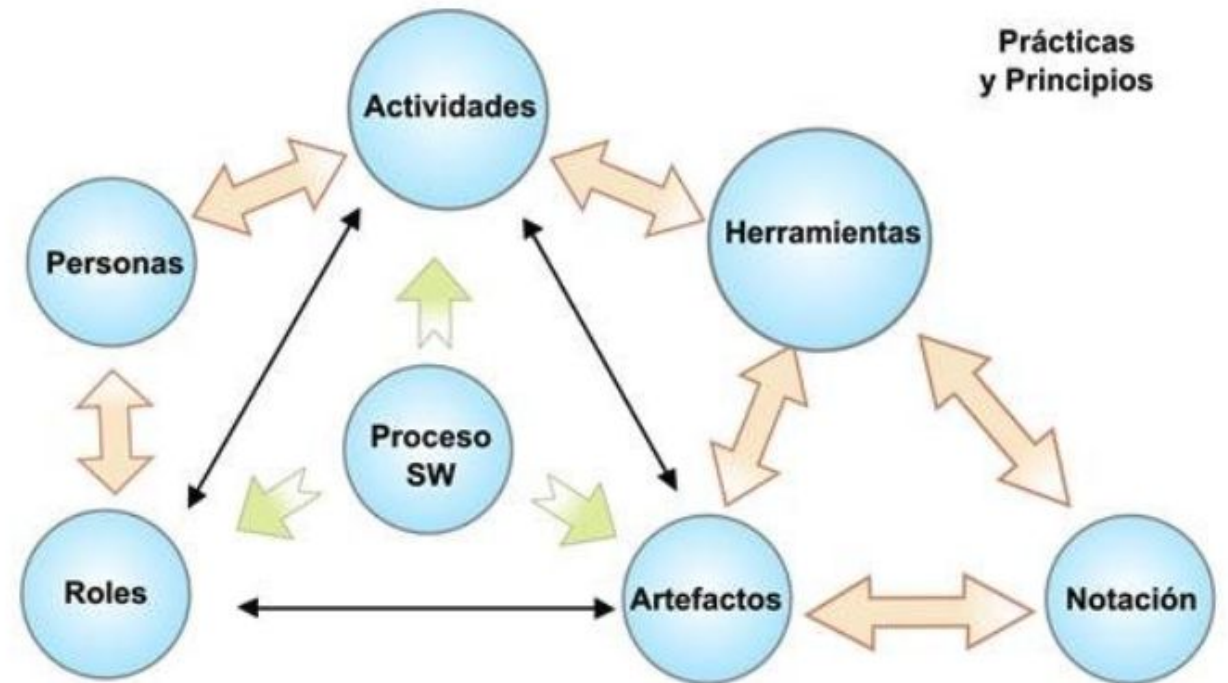 Prácticas
y Principios
Actividades
Herramientas
Personas
Proceso
SW
Roles
Artefactos
Notación